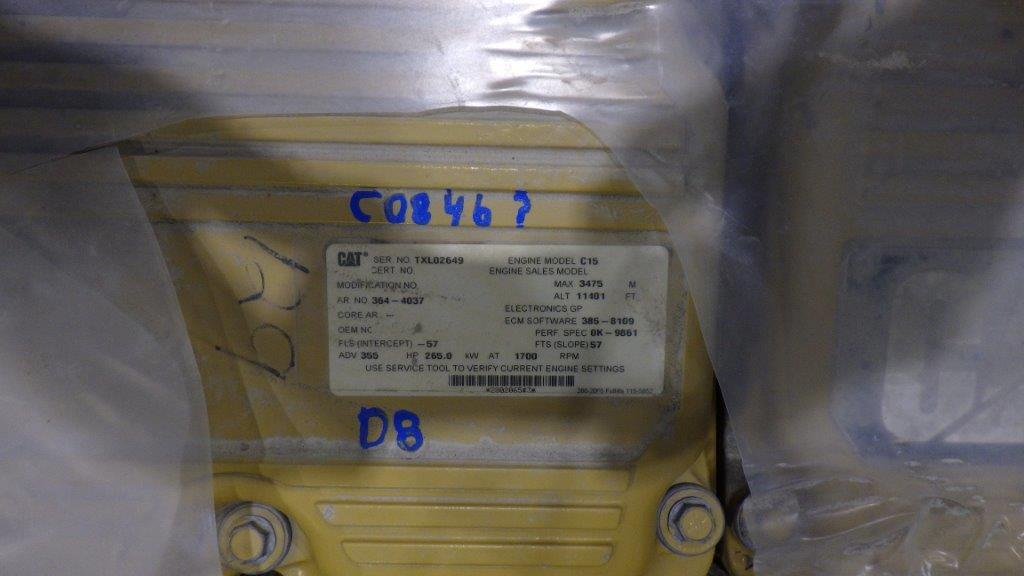 C0846?
CAT® SER. NO. TXL02649 ENGINE MODEL C15
CERT. NO. ENGINE SALES MODEL
MODIFICATION NO. MAX 3475 M
ALT 11401 FT
AR NO 364-4037 ELECTRONICS GP
CORE AR -- ECM SOFTWARE 385-8109
OEM NO PERF. SPEC 0K-9861
FLS (INTERCEPT) -57 FTS (SLOPE) 57
ADV 355 HP 265.0 kW AT 1700 RPM
USE SERVICE TOOL TO VERIFY CURRENT ENGINE SETTINGS
D8